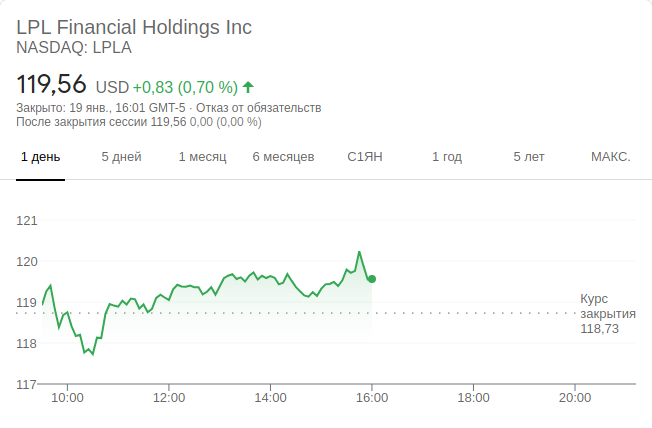 LPL Financial Holdings Inc
NASDAQ: LPLA
119,56 USD +0,83 (0,70 %)
Закрыто: 19 янв., 16:01 GMT-5 · Отказ от обязательств
После закрытия сессии 119,56 0,00 (0,00 %)
1 день 5 дней 1 месяц 6 месяцев С1ЯН 1 год 5 лет МАКС.
121
120
119
118
117
Курс
закрытия
118,73
10:00 12:00 14:00 16:00 18:00 20:00